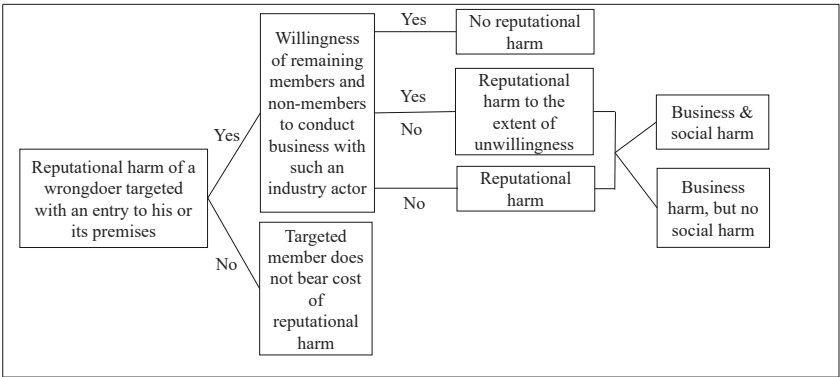 Reputational harm of a
wrongdoer targeted
with an entry to his or
its premises
Yes
No
Willingness
of remaining
members and
non-members
to conduct
business with
such an
industry actor
Targeted
member does
not bear cost
of
reputational
harm
Yes
Yes
No
No
No reputational
harm
Reputational
harm to the
extent of
unwillingness
Reputational
harm
Business &
social harm
Business
harm, but no
social harm